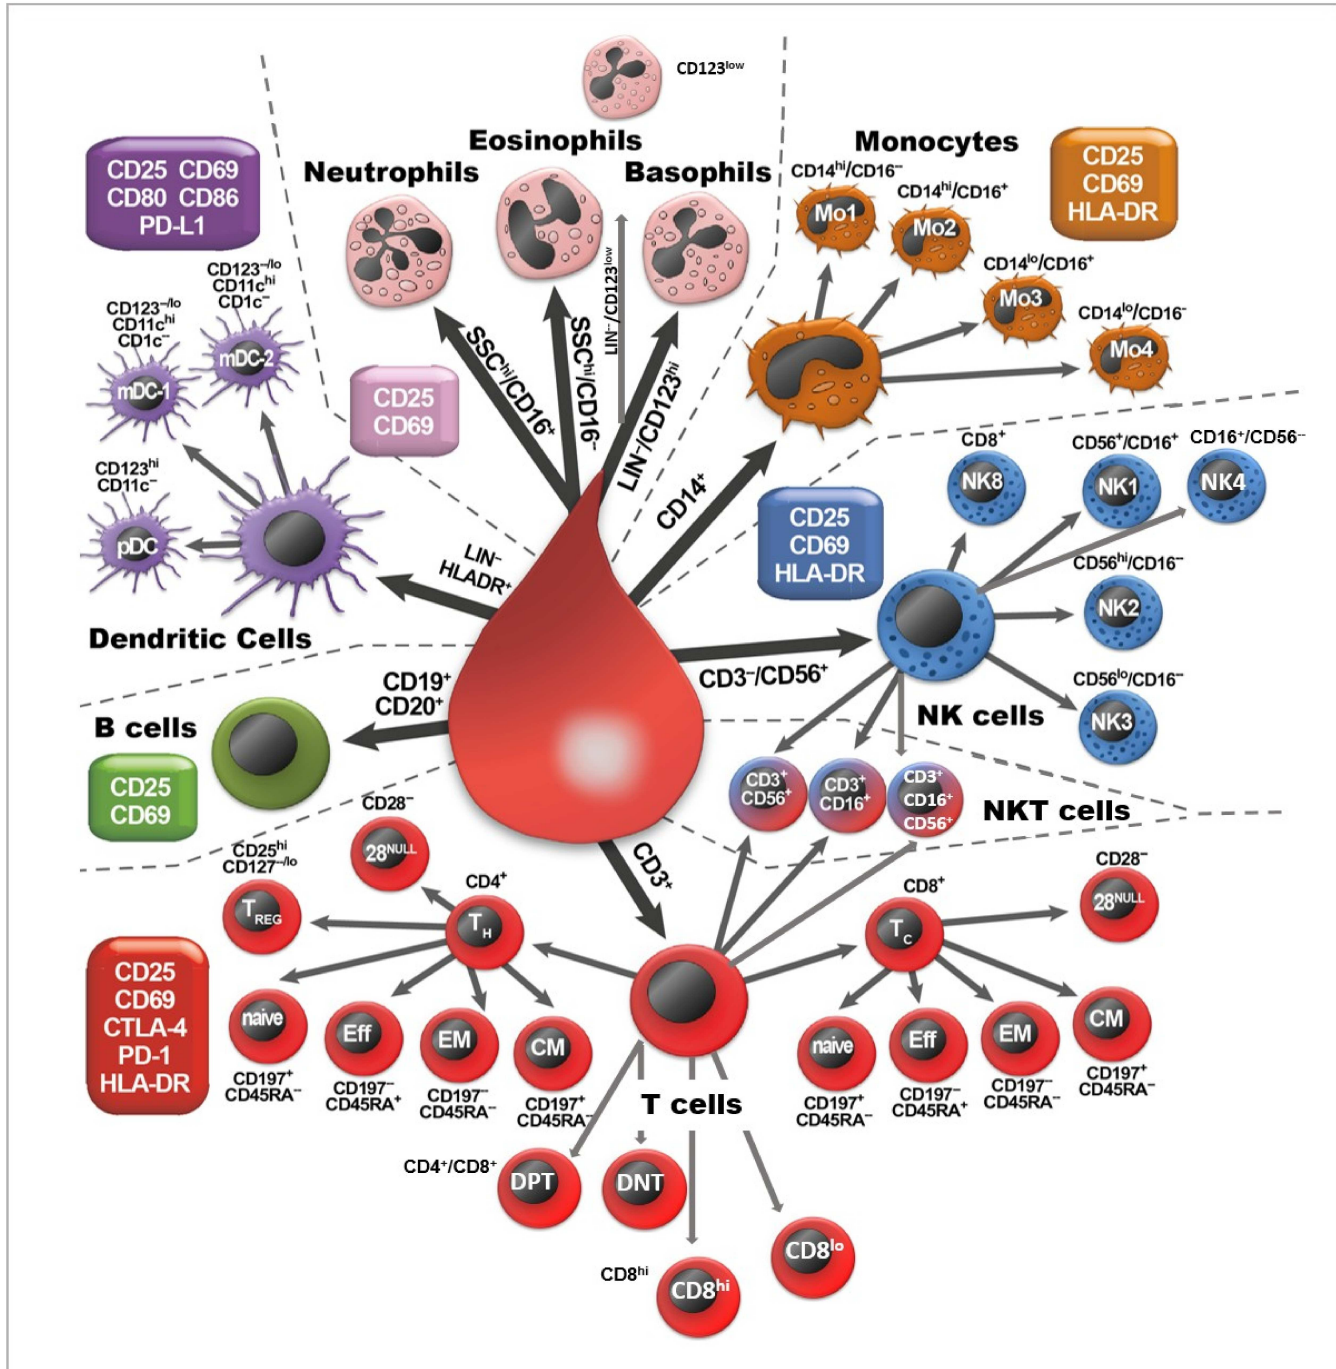 CD123ˡᵒʷ
Eosinophils
Neutrophils
Basophils
Monocytes
CD25 CD69
CD80 CD86
PD-L1
CD25
CD69
HLA-DR
CD14ʰⁱ/CD16⁻
Mo1
CD14ʰⁱ/CD16⁺
Mo2
CD14ˡᵒ/CD16⁺
Mo3
CD14ˡᵒ/CD16⁻
Mo4
CD123⁻/ˡᵒ
CD11cʰⁱ
CD1c⁻
mDC-2
CD123⁻/ˡᵒ
CD11cʰⁱ
CD1c⁻
mDC-1
CD123ʰⁱ
CD11c⁻
pDC
CD25
CD69
SSCʰⁱ/CD16⁺
SSCʰⁱ/CD16⁻
LIN⁻/CD123ˡᵒʷ
LIN⁻/CD123ʰⁱ
CD14⁺
LIN⁻
HLADR⁺
Dendritic Cells
CD25
CD69
HLA-DR
CD8⁺
NK8
CD56⁺/CD16⁺
NK1
CD16⁺/CD56⁻
NK4
CD56ʰⁱ/CD16⁻
NK2
CD56ˡᵒ/CD16⁻
NK3
CD3⁻/CD56⁺
NK cells
CD19⁺
CD20⁺
B cells
CD25
CD69
CD3⁺
CD56⁺
CD3⁺
CD16⁺
CD3⁺
CD16⁺
CD56⁺
NKT cells
CD3⁺
CD28⁻
28ᴺᵁᴸᴸ
CD25ʰⁱ
CD127⁻/ˡᵒ
TREG
CD4⁺
TH
CD8⁺
TC
CD28⁻
28ᴺᵁᴸᴸ
CD25
CD69
CTLA-4
PD-1
HLA-DR
naive
CD197⁺
CD45RA⁻
Eff
CD197⁻
CD45RA⁺
EM
CD197⁻
CD45RA⁻
CM
CD197⁺
CD45RA⁻
T cells
naive
CD197⁺
CD45RA⁻
Eff
CD197⁻
CD45RA⁺
EM
CD197⁻
CD45RA⁻
CM
CD197⁺
CD45RA⁻
CD4⁺/CD8⁺
DPT
DNT
CD8ʰⁱ
CD8ʰⁱ
CD8ˡᵒ